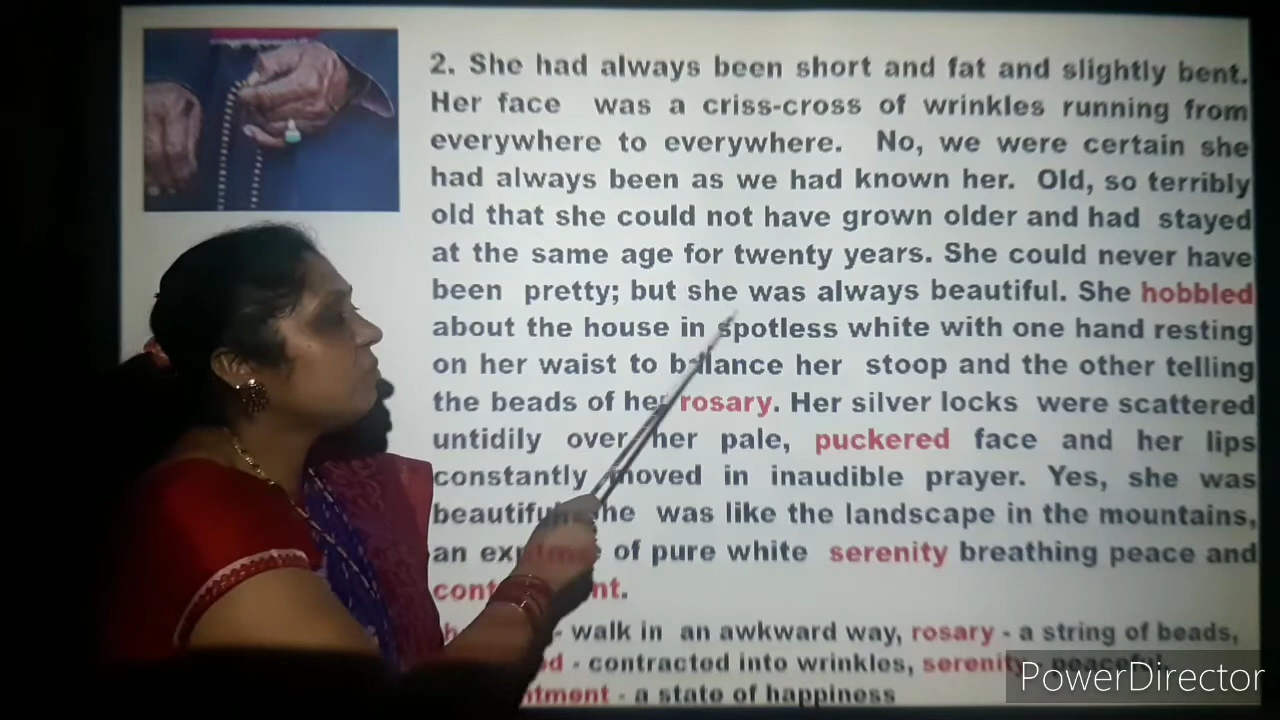 2. She had always been short and fat and slightly bent.
Her face was a criss-cross of wrinkles running from
everywhere to everywhere. No, we were certain she
had always been as we had known her. Old, so terribly
old that she could not have grown older and had stayed
at the same age for twenty years. She could never have
been pretty; but she was always beautiful. She hobbled
about the house in spotless white with one hand resting
on her waist to ballance her stoop and the other telling
the beads of her rosary. Her silver locks were scattered
untidily over her pale, puckered face and her lips
constantly moved in inaudible prayer. Yes, she was
was like the landscape in the mountains,
an of pure white serenity breathing peace and
- walk in an awkward way, rosary - a string of beads,
- contracted into wrinkles, serenity - peaceful,
- a state of happiness
PowerDirector